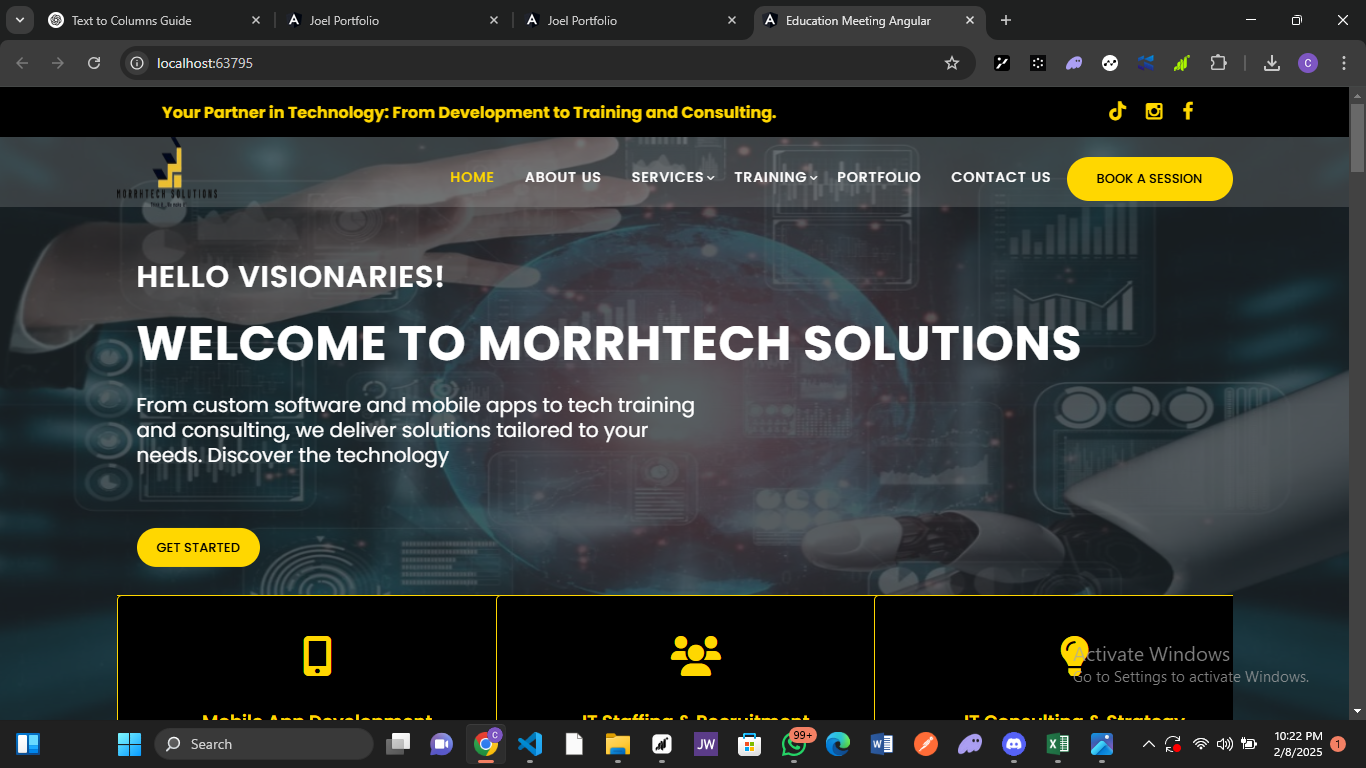 Text to Columns Guide
Joel Portfolio
Joel Portfolio
Education Meeting Angular
localhost:63795
C
Your Partner in Technology: From Development to Training and Consulting.
MORRHTECH SOLUTIONS
HOME
ABOUT US
SERVICES
TRAINING
PORTFOLIO
CONTACT US
BOOK A SESSION
HELLO VISIONARIES!
WELCOME TO MORRHTECH SOLUTIONS
From custom software and mobile apps to tech training
and consulting, we deliver solutions tailored to your
needs. Discover the technology
GET STARTED
Mobile App Development
IT Staffing & Recruitment
IT Consulting & Strategy
Activate Windows
Go to Settings to activate Windows.
Search
C
JW
99+
10:22 PM
2/8/2025
1